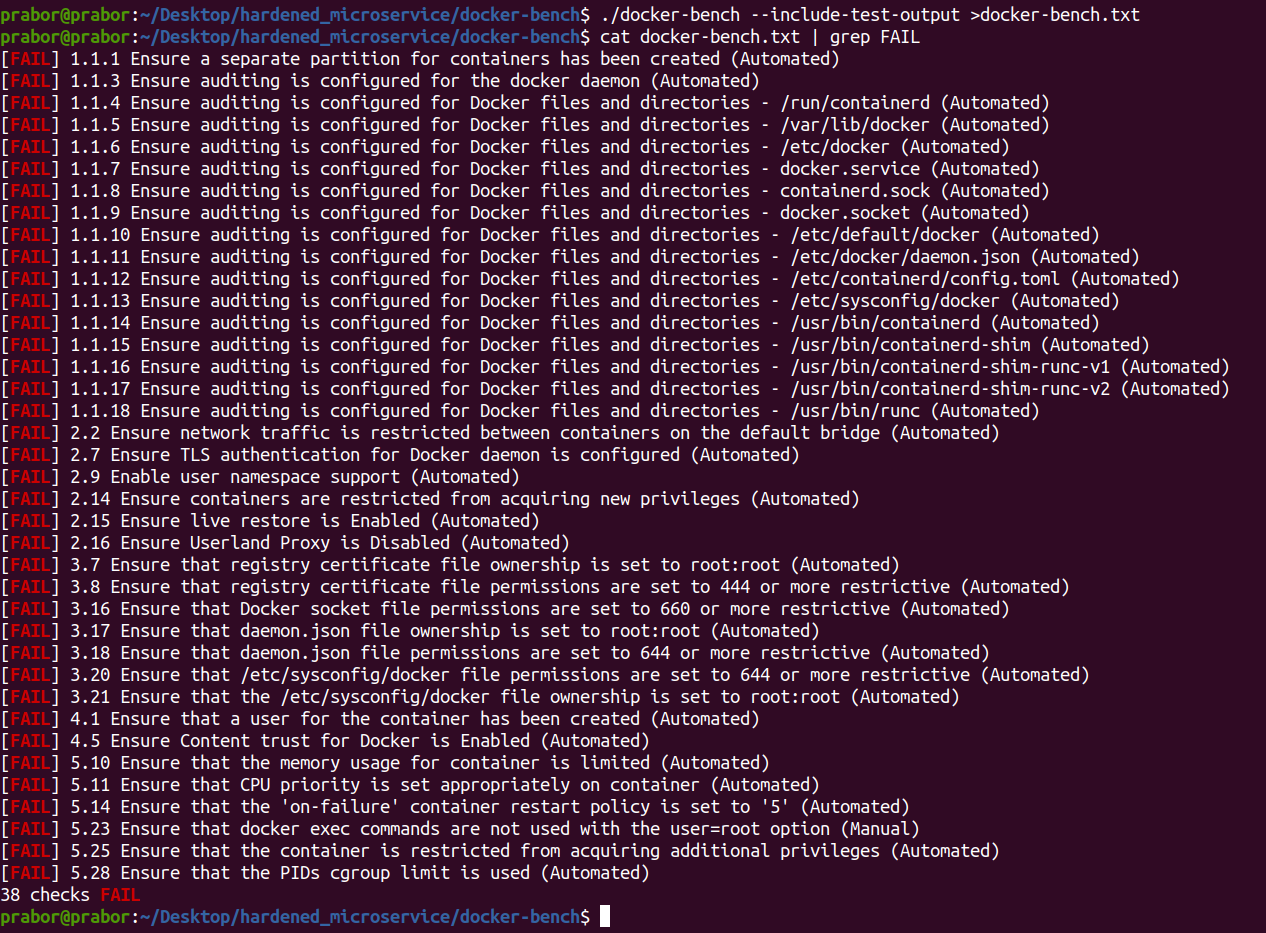 prabor@prabor:~/Desktop/hardened_microservice/docker-bench$ ./docker-bench --include-test-output >docker-bench.txt
prabor@prabor:~/Desktop/hardened_microservice/docker-bench$ cat docker-bench.txt | grep FAIL
[FAIL] 1.1.1 Ensure a separate partition for containers has been created (Automated)
[FAIL] 1.1.3 Ensure auditing is configured for the docker daemon (Automated)
[FAIL] 1.1.4 Ensure auditing is configured for Docker files and directories - /run/containerd (Automated)
[FAIL] 1.1.5 Ensure auditing is configured for Docker files and directories - /var/lib/docker (Automated)
[FAIL] 1.1.6 Ensure auditing is configured for Docker files and directories - /etc/docker (Automated)
[FAIL] 1.1.7 Ensure auditing is configured for Docker files and directories - docker.service (Automated)
[FAIL] 1.1.8 Ensure auditing is configured for Docker files and directories - containerd.sock (Automated)
[FAIL] 1.1.9 Ensure auditing is configured for Docker files and directories - docker.socket (Automated)
[FAIL] 1.1.10 Ensure auditing is configured for Docker files and directories - /etc/default/docker (Automated)
[FAIL] 1.1.11 Ensure auditing is configured for Docker files and directories - /etc/docker/daemon.json (Automated)
[FAIL] 1.1.12 Ensure auditing is configured for Docker files and directories - /etc/containerd/config.toml (Automated)
[FAIL] 1.1.13 Ensure auditing is configured for Docker files and directories - /etc/sysconfig/docker (Automated)
[FAIL] 1.1.14 Ensure auditing is configured for Docker files and directories - /usr/bin/containerd (Automated)
[FAIL] 1.1.15 Ensure auditing is configured for Docker files and directories - /usr/bin/containerd-shim (Automated)
[FAIL] 1.1.16 Ensure auditing is configured for Docker files and directories - /usr/bin/containerd-shim-runc-v1 (Automated)
[FAIL] 1.1.17 Ensure auditing is configured for Docker files and directories - /usr/bin/containerd-shim-runc-v2 (Automated)
[FAIL] 1.1.18 Ensure auditing is configured for Docker files and directories - /usr/bin/runc (Automated)
[FAIL] 2.2 Ensure network traffic is restricted between containers on the default bridge (Automated)
[FAIL] 2.7 Ensure TLS authentication for Docker daemon is configured (Automated)
[FAIL] 2.9 Enable user namespace support (Automated)
[FAIL] 2.14 Ensure containers are restricted from acquiring new privileges (Automated)
[FAIL] 2.15 Ensure live restore is Enabled (Automated)
[FAIL] 2.16 Ensure Userland Proxy is Disabled (Automated)
[FAIL] 3.7 Ensure that registry certificate file ownership is set to root:root (Automated)
[FAIL] 3.8 Ensure that registry certificate file permissions are set to 444 or more restrictive (Automated)
[FAIL] 3.16 Ensure that Docker socket file permissions are set to 660 or more restrictive (Automated)
[FAIL] 3.17 Ensure that daemon.json file ownership is set to root:root (Automated)
[FAIL] 3.18 Ensure that daemon.json file permissions are set to 644 or more restrictive (Automated)
[FAIL] 3.20 Ensure that /etc/sysconfig/docker file permissions are set to 644 or more restrictive (Automated)
[FAIL] 3.21 Ensure that the /etc/sysconfig/docker file ownership is set to root:root (Automated)
[FAIL] 4.1 Ensure that a user for the container has been created (Automated)
[FAIL] 4.5 Ensure Content trust for Docker is Enabled (Automated)
[FAIL] 5.10 Ensure that the memory usage for container is limited (Automated)
[FAIL] 5.11 Ensure that CPU priority is set appropriately on container (Automated)
[FAIL] 5.14 Ensure that the 'on-failure' container restart policy is set to '5' (Automated)
[FAIL] 5.23 Ensure that docker exec commands are not used with the user=root option (Manual)
[FAIL] 5.25 Ensure that the container is restricted from acquiring additional privileges (Automated)
[FAIL] 5.28 Ensure that the PIDs cgroup limit is used (Automated)
38 checks FAIL
prabor@prabor:~/Desktop/hardened_microservice/docker-bench$